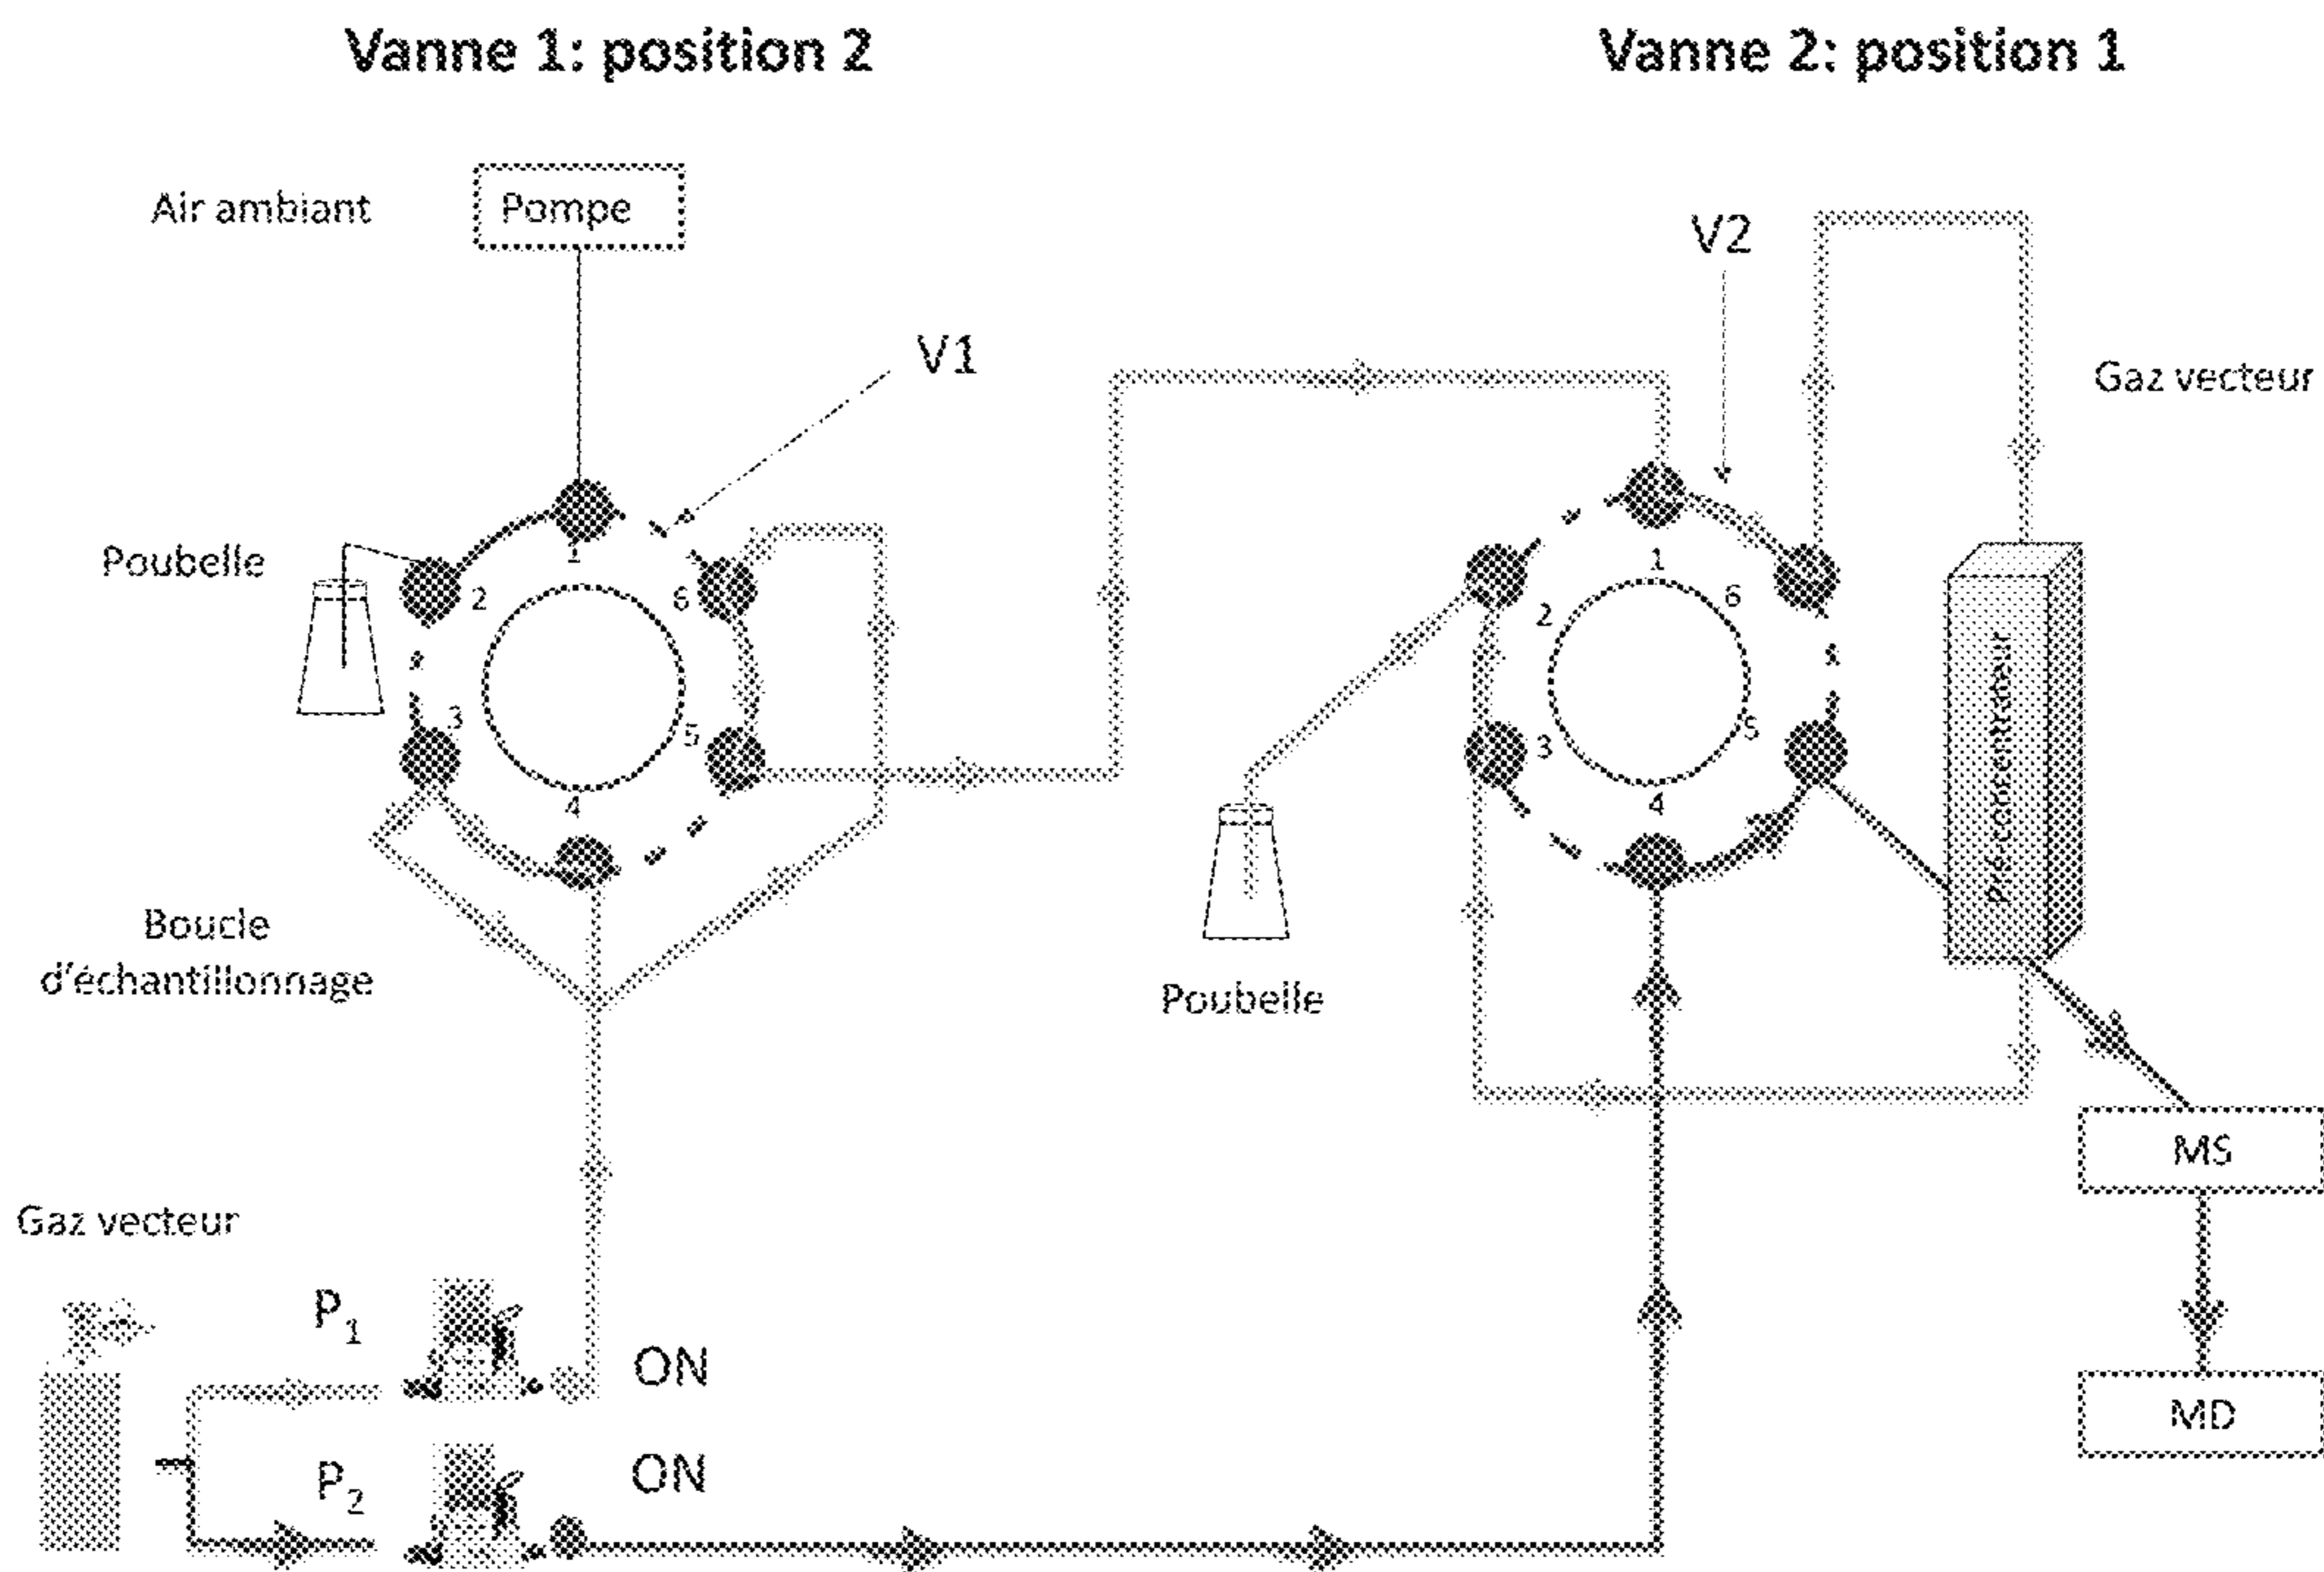 Vanne 1: position 2
Vanne 2: position 1
Air ambiant
Pompe
V2
V1
Gaz vecteur
Poubelle
1
2
6
3
5
4
1
6
2
3
5
4
Préconcentrateur
Boucle
d'échantillonnage
Poubelle
MS
Gaz vecteur
P1
ON
MD
P2
ON